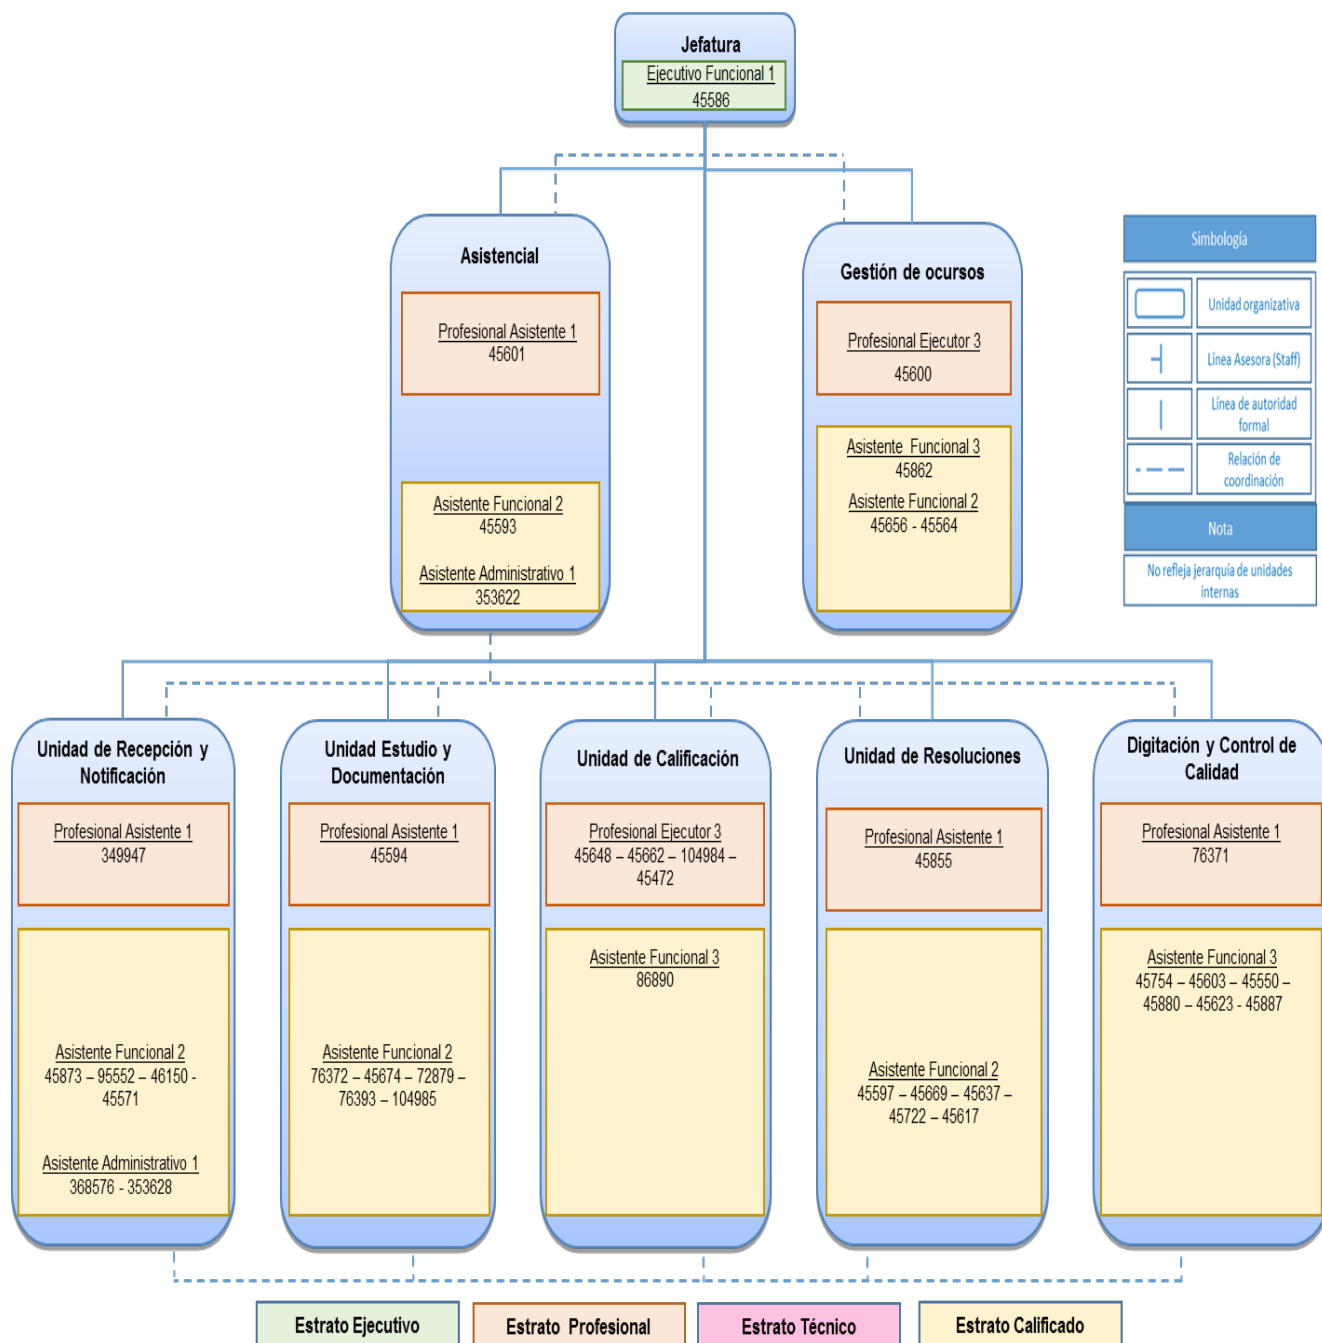 Jefatura
Ejecutivo Funcional 1
45586
Asistencial
Profesional Asistente 1
45601
Asistente Funcional 2
45593
Asistente Administrativo 1
353622
Gestión de ocursos
Profesional Ejecutor 3
45600
Asistente Funcional 3
45862
Asistente Funcional 2
45656 - 45564
Simbología
Unidad organizativa
Línea Asesora (Staff)
Línea de autoridad
formal
Relación de
coordinación
Nota
No refleja jerarquía de unidades
internas
Unidad de Recepción y
Notificación
Profesional Asistente 1
349947
Asistente Funcional 2
45873 – 95552 – 46150 -
45571
Asistente Administrativo 1
368576 - 353628
Unidad Estudio y
Documentación
Profesional Asistente 1
45594
Asistente Funcional 2
76372 – 45674 – 72879 –
76393 – 104985
Unidad de Calificación
Profesional Ejecutor 3
45648 – 45662 – 104984 –
45472
Asistente Funcional 3
86890
Unidad de Resoluciones
Profesional Asistente 1
45855
Asistente Funcional 2
45597 – 45669 – 45637 –
45722 – 45617
Digitación y Control de
Calidad
Profesional Asistente 1
76371
Asistente Funcional 3
45754 – 45603 – 45550 –
45880 – 45623 - 45887
Estrato Ejecutivo
Estrato Profesional
Estrato Técnico
Estrato Calificado